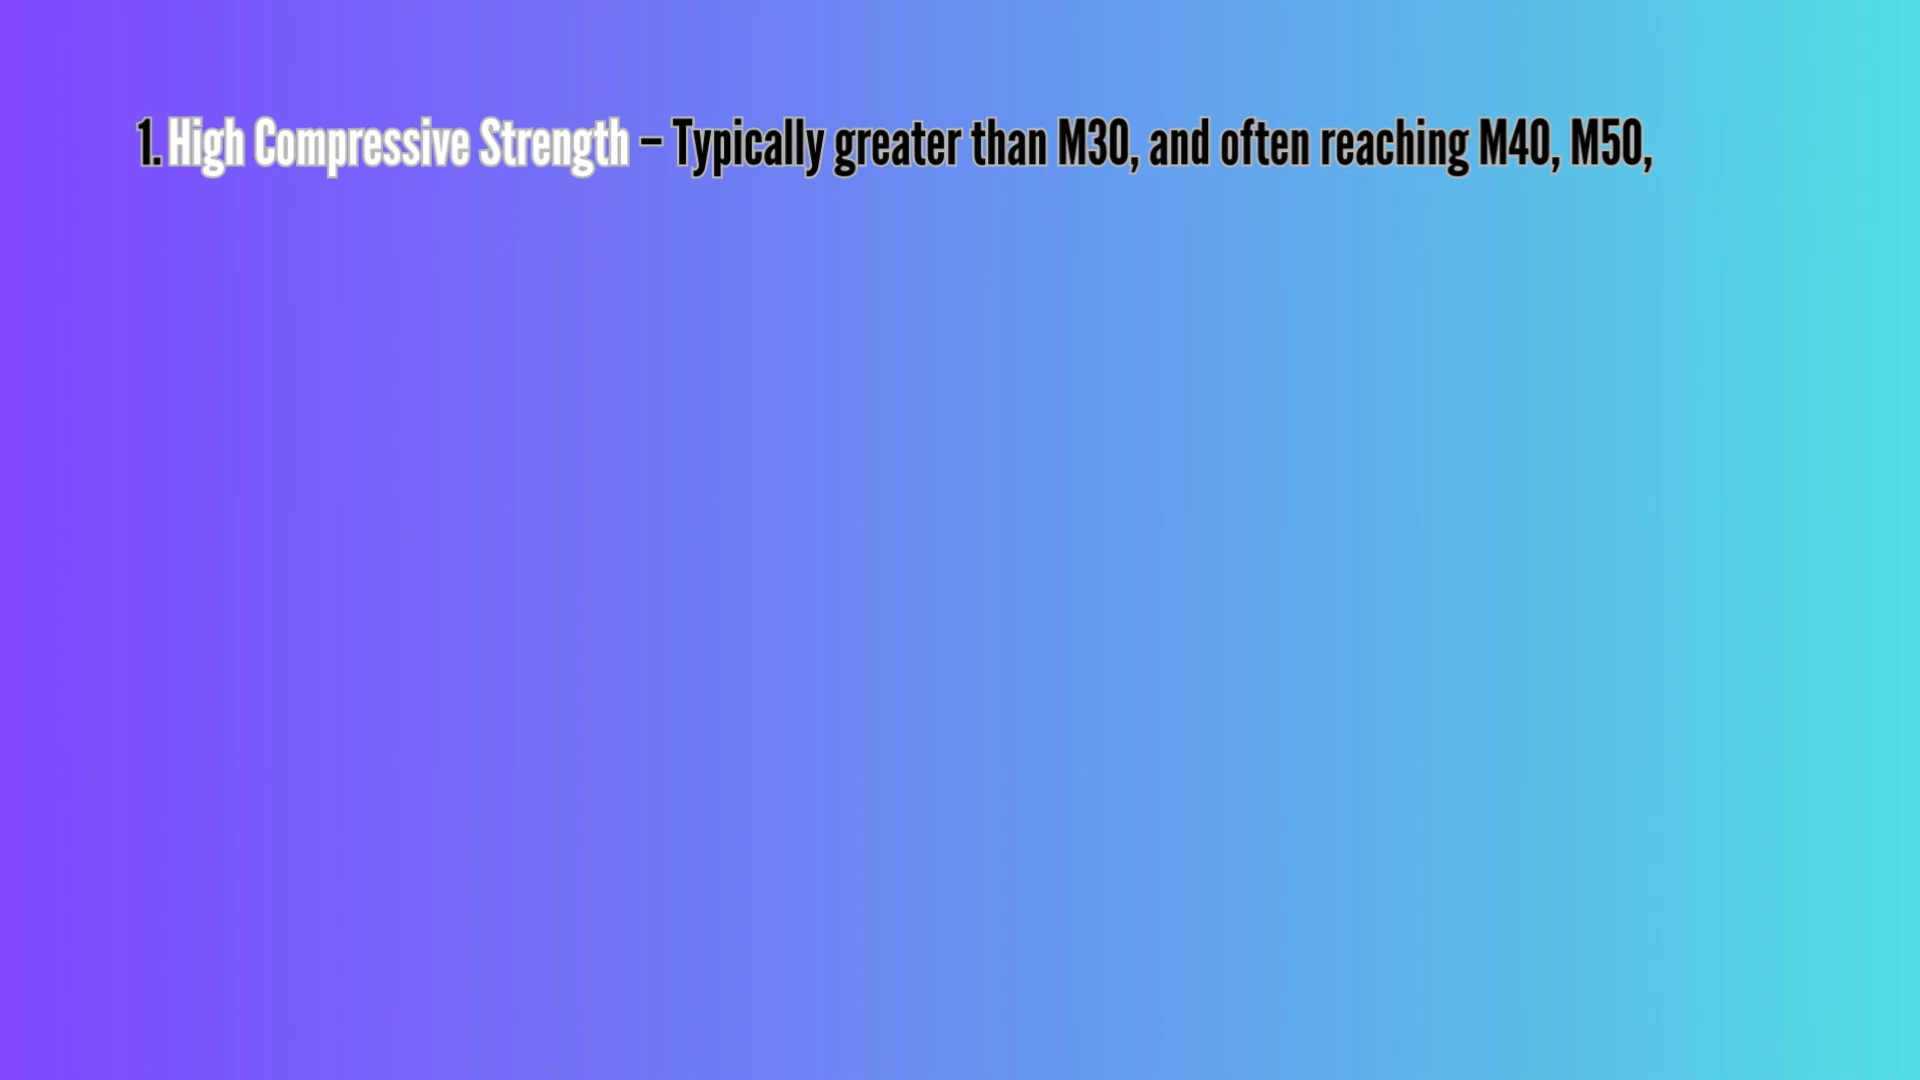 1. High Compressive Strength – Typically greater than M30, and often reaching M40, M50,